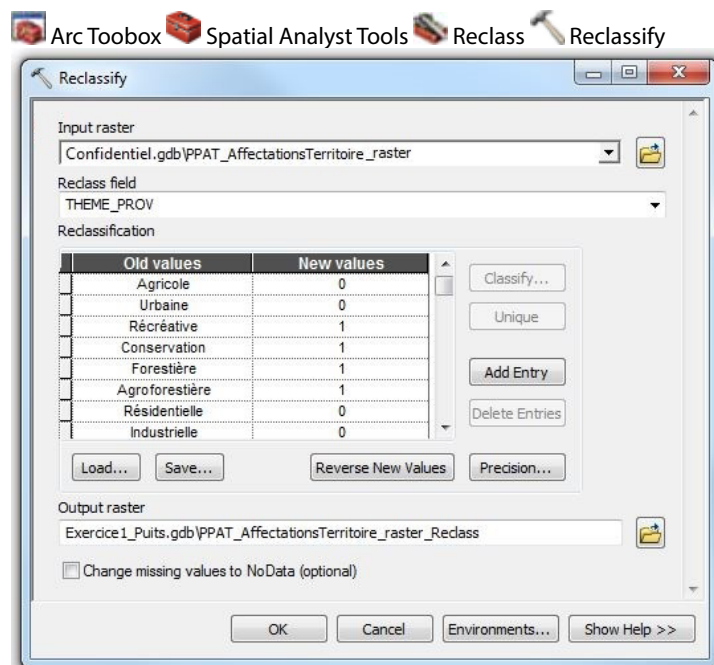 Arc Toobox Spatial Analyst Tools Reclass Reclassify
Reclassify
Input raster
Confidentiel.gdb\PPAT_AffectationsTerritoire_raster
Reclass field
THEME_PROV
Reclassification
Old values New values
Agricole 0
Urbaine 0
Récréative 1
Conservation 1
Forestière 1
Agroforestière 1
Résidentielle 0
Industrielle 0
Classify...
Unique
Add Entry
Delete Entries
Load... Save... Reverse New Values Precision...
Output raster
Exercice1_Puits.gdb\PPAT_AffectationsTerritoire_raster_Reclass
Change missing values to NoData (optional)
OK Cancel Environments... Show Help >>